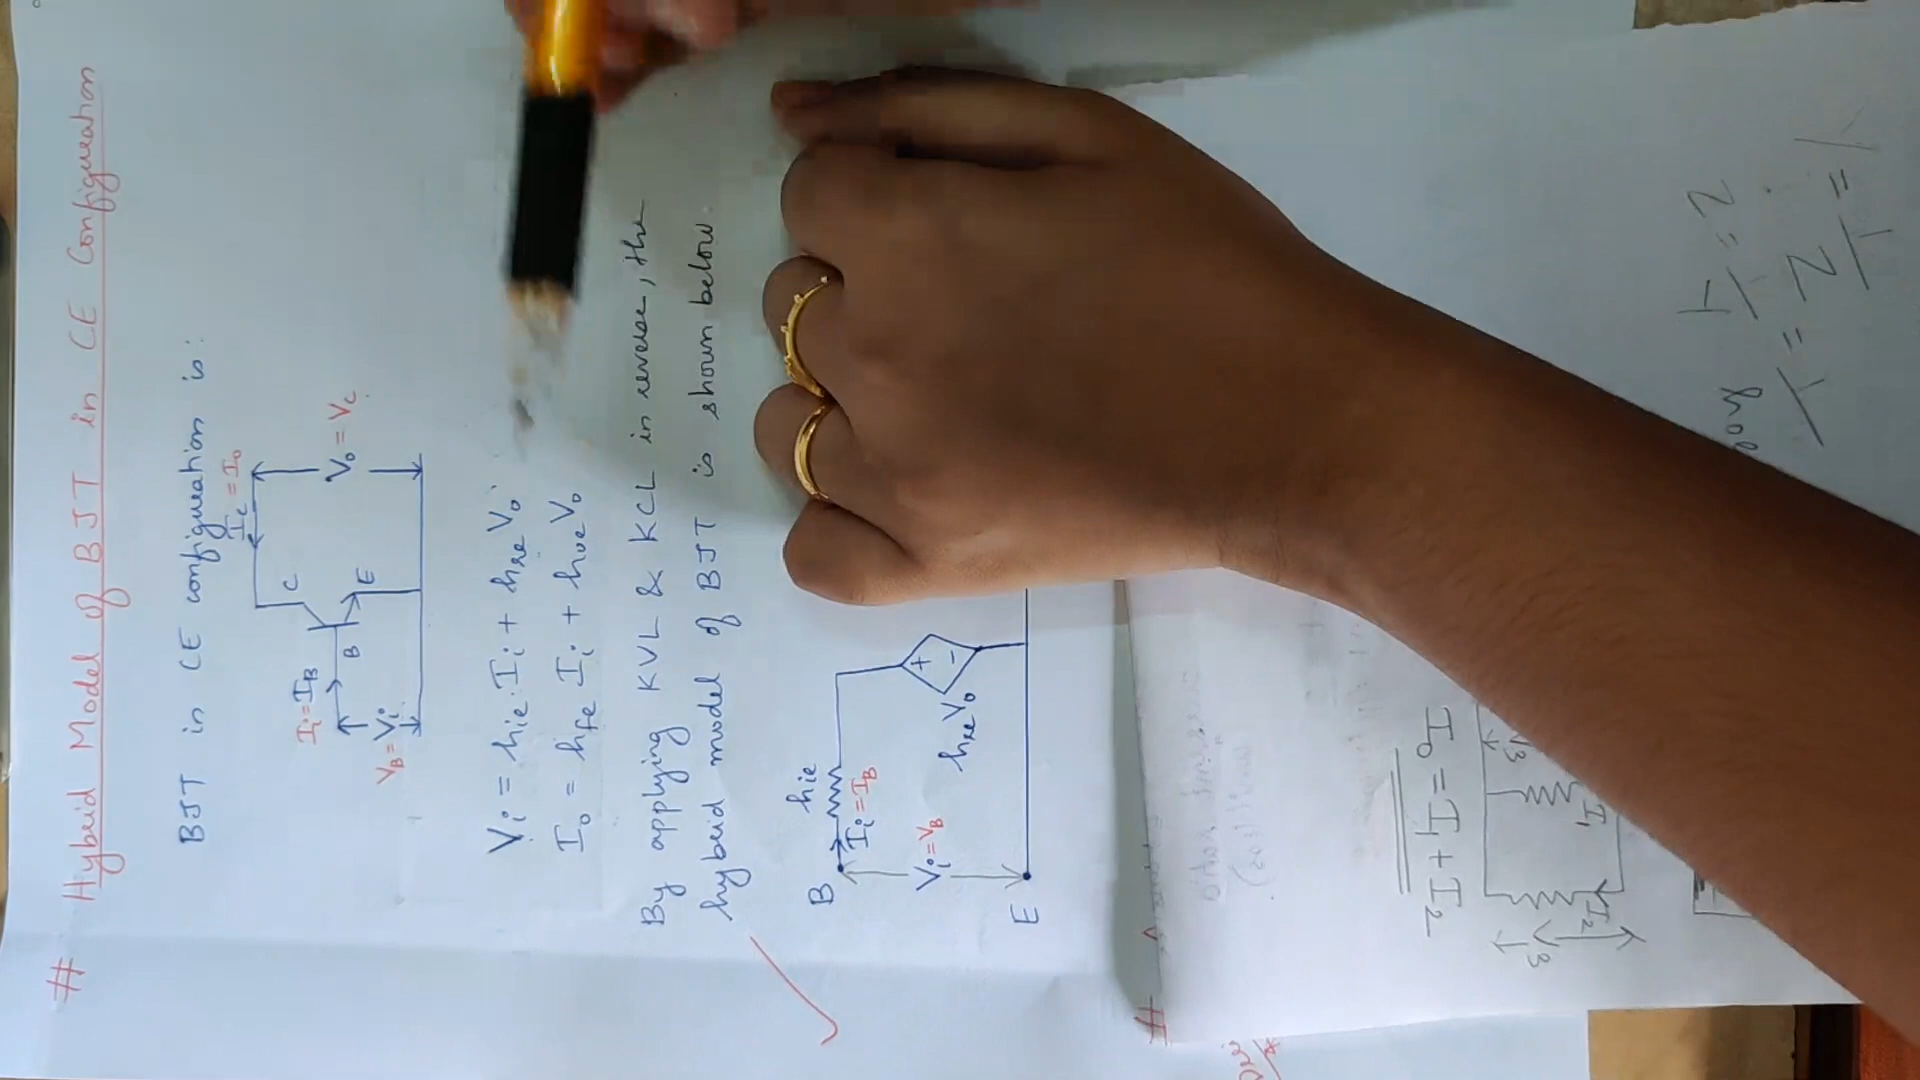 # Hybrid Model of BJT in CE Configuration
BJT in CE configuration is:
Ic = Io
C
Ii = IB
B
E
Vo = Vc
VB = Vi
Vi = hie Ii + hre Vo
Io = hfe Ii + hoe Vo
By applying KVL & KCL in reverse, the
hybrid model of BJT is shown below.
hie
B
Ii = IB
+
-
Vi = VB
hre Vo
E
#
Io = I1 + I2
V3
I1
I2
V3